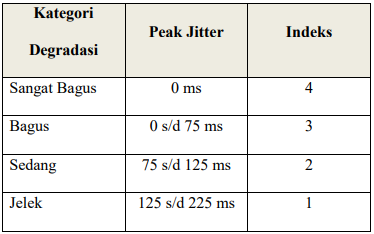 Kategori
Degradasi
Peak Jitter
Indeks
Sangat Bagus
0 ms
4
Bagus
0 s/d 75 ms
3
Sedang
75 s/d 125 ms
2
Jelek
125 s/d 225 ms
1